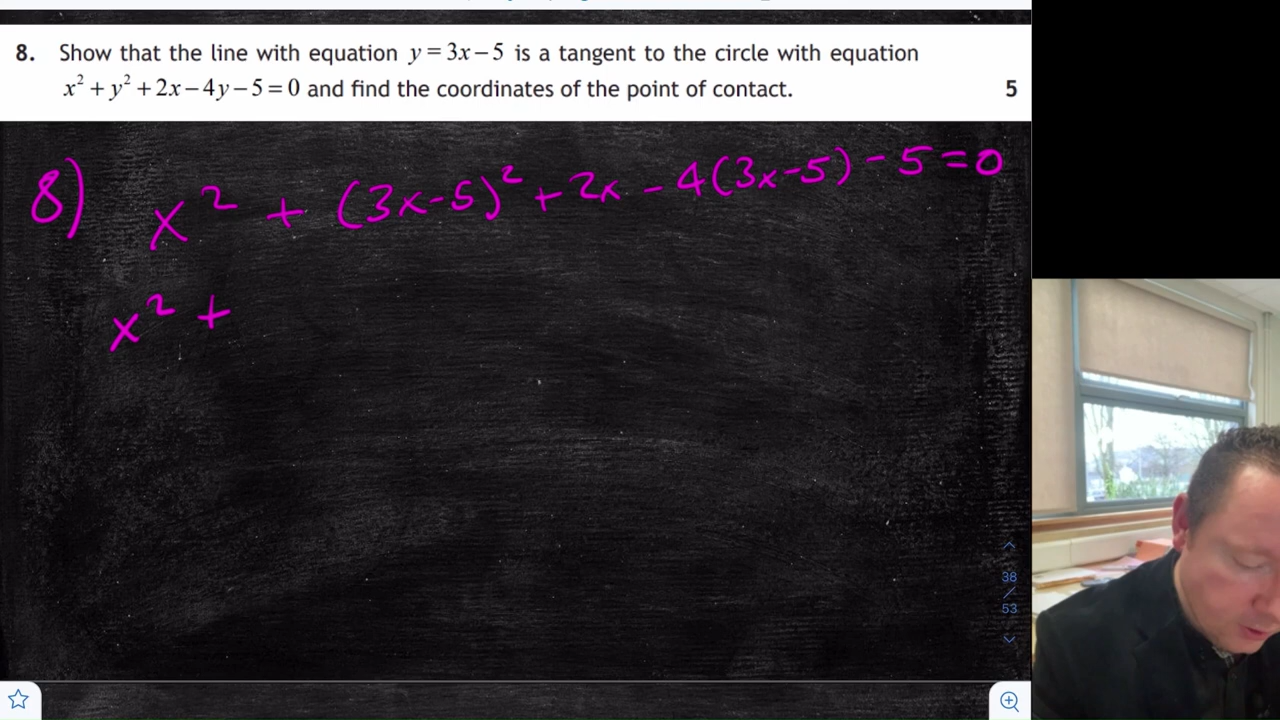 8. Show that the line with equation y = 3x − 5 is a tangent to the circle with equation
x² + y² + 2x − 4y − 5 = 0 and find the coordinates of the point of contact. 5
8) x² + (3x-5)² + 2x - 4(3x-5) - 5 = 0
x² +
38
/
53